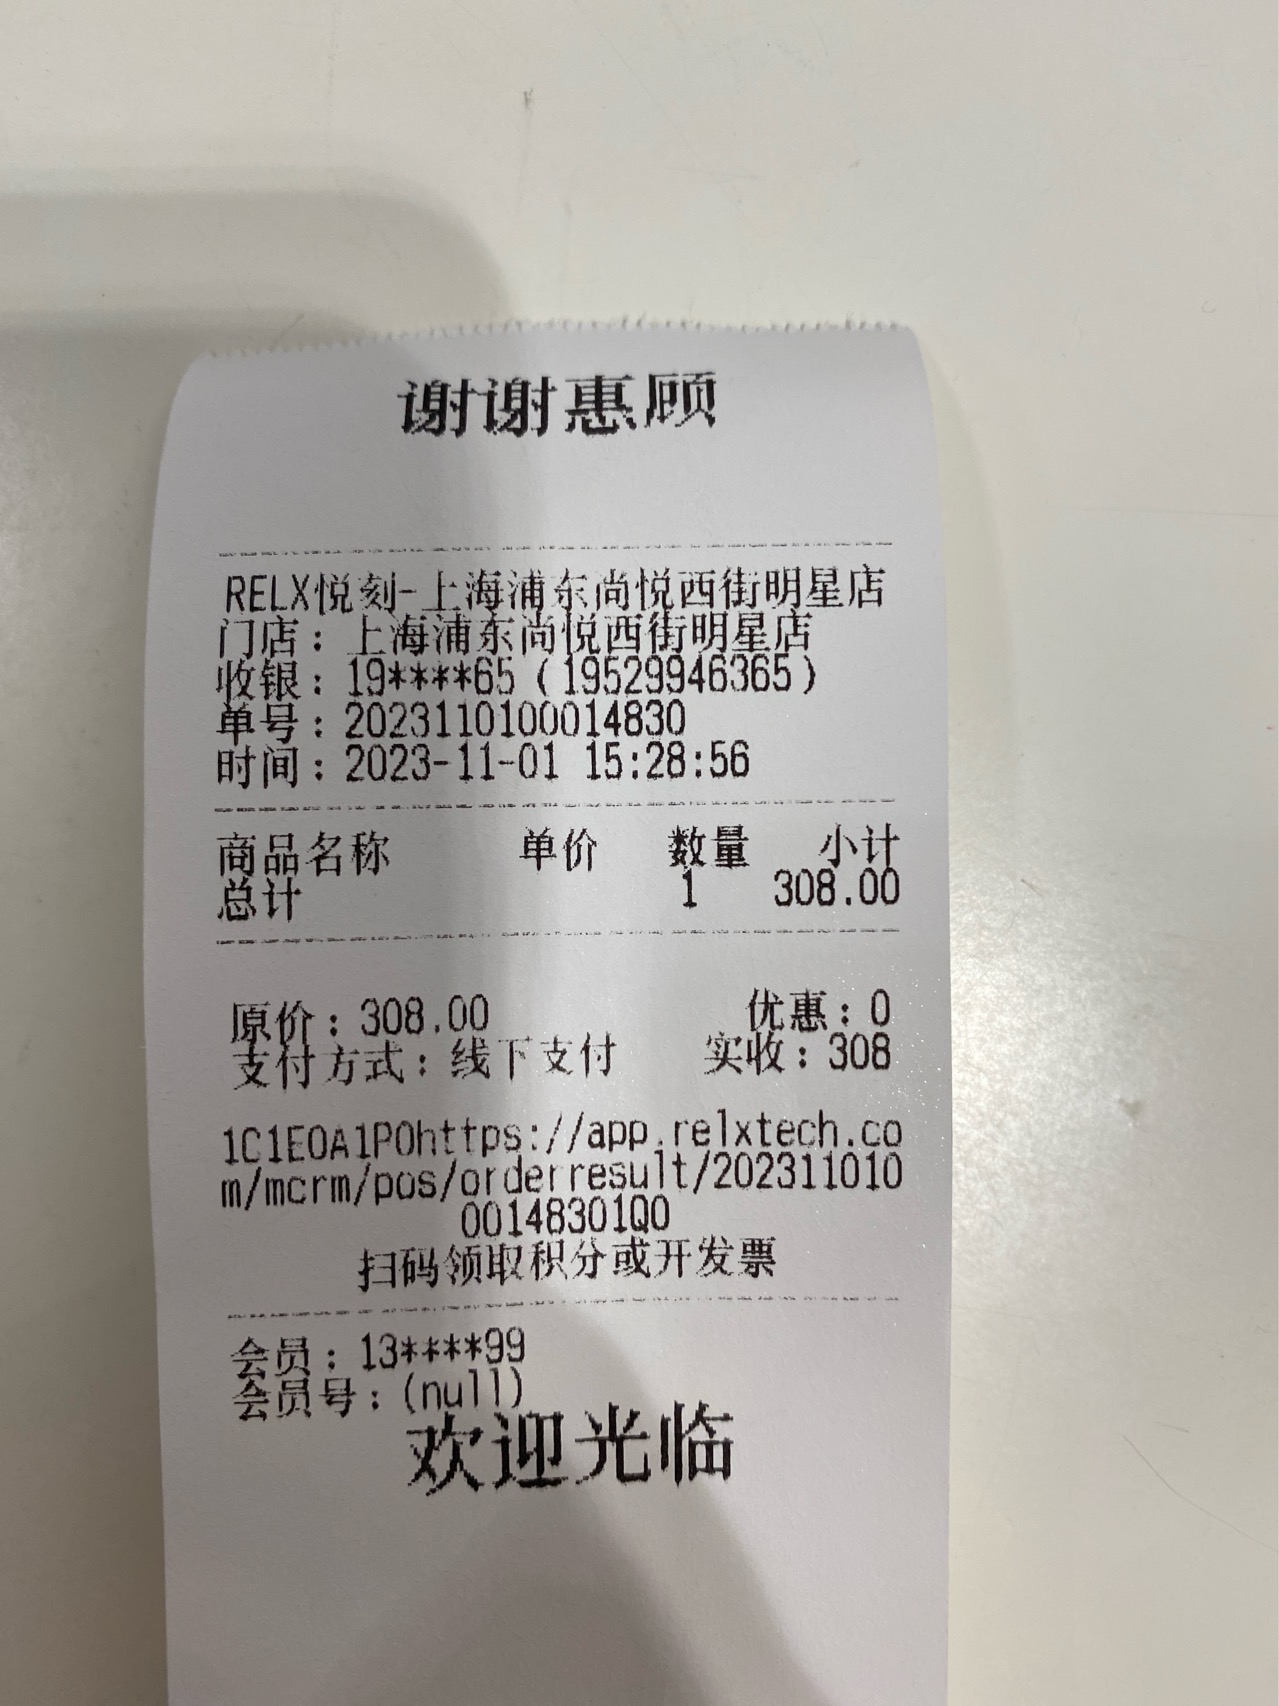 谢谢惠顾
RELX悦刻-上海浦东尚悦西街明星店
门店：上海浦东尚悦西街明星店
收银：19****65（19529946365）
单号：2023110100014830
时间：2023-11-01 15:28:56
商品名称 单价 数量 小计
总计 1 308.00
原价：308.00 优惠：0
支付方式：线下支付 实收：308
1C1E0A1P0https://app.relxtech.co
m/mcrm/pos/orderresult/202311010
00148301Q0
扫码领取积分或开发票
会员：13****99
会员号：(null)
欢迎光临